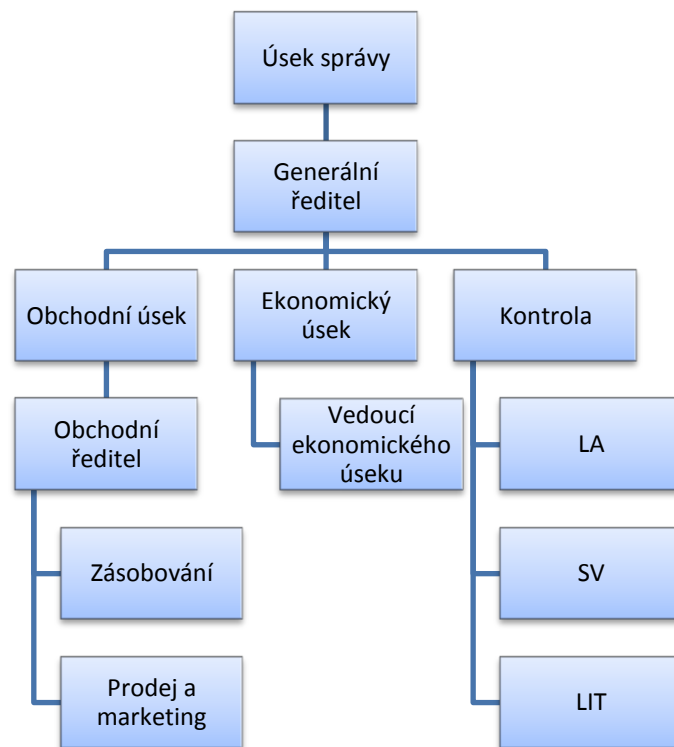 Úsek správy
Generální
ředitel
Obchodní úsek
Ekonomický
úsek
Kontrola
Obchodní
ředitel
Vedoucí
ekonomického
úseku
LA
Zásobování
SV
Prodej a
marketing
LIT